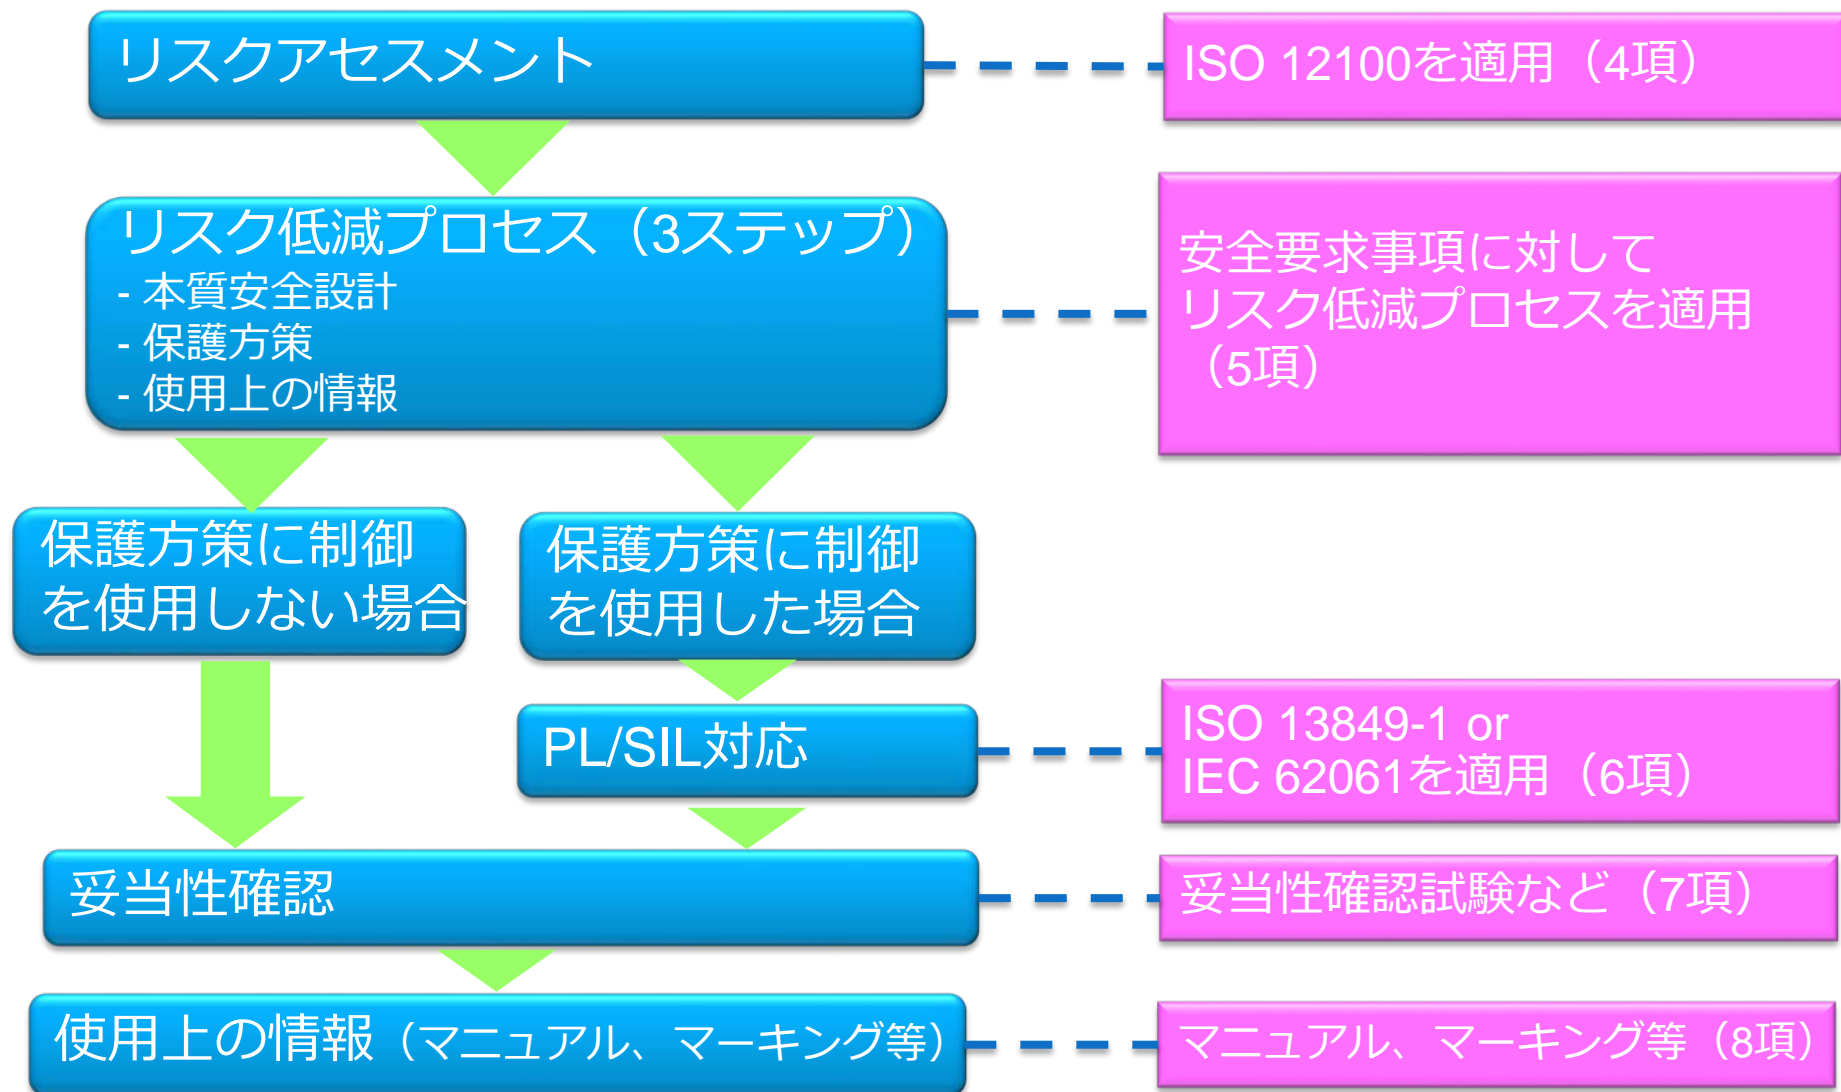 リスクアセスメント
ISO 12100を適用（4項）
リスク低減プロセス（3ステップ）
- 本質安全設計
- 保護方策
- 使用上の情報
安全要求事項に対して
リスク低減プロセスを適用
（5項）
保護方策に制御
を使用しない場合
保護方策に制御
を使用した場合
PL/SIL対応
ISO 13849-1 or
IEC 62061を適用（6項）
妥当性確認
妥当性確認試験など（7項）
使用上の情報（マニュアル、マーキング等）
マニュアル、マーキング等（8項）